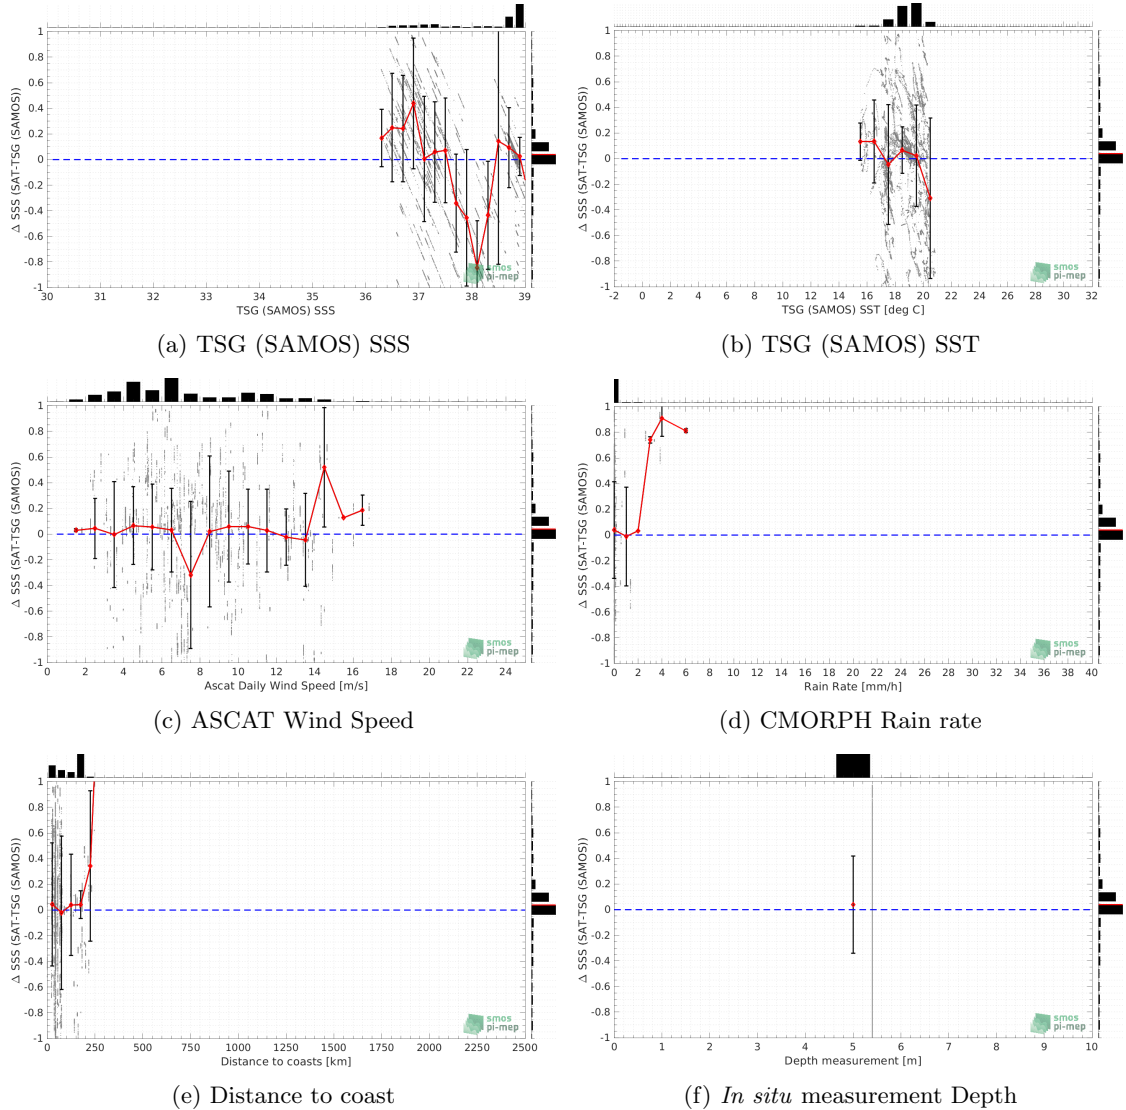 1
0.8
0.6
0.4
0.2
0
-0.2
-0.4
-0.6
-0.8
-1
Δ SSS (SAT-TSG (SAMOS))
smos
pi-mep
30 31 32 33 34 35 36 37 38 39
TSG (SAMOS) SSS
(a) TSG (SAMOS) SSS
1
0.8
0.6
0.4
0.2
0
-0.2
-0.4
-0.6
-0.8
-1
Δ SSS (SAT-TSG (SAMOS))
smos
pi-mep
-2 0 2 4 6 8 10 12 14 16 18 20 22 24 26 28 30 32
TSG (SAMOS) SST [deg C]
(b) TSG (SAMOS) SST
1
0.8
0.6
0.4
0.2
0
-0.2
-0.4
-0.6
-0.8
-1
Δ SSS (SAT-TSG (SAMOS))
smos
pi-mep
0 2 4 6 8 10 12 14 16 18 20 22 24
Ascat Daily Wind Speed [m/s]
(c) ASCAT Wind Speed
1
0.8
0.6
0.4
0.2
0
-0.2
-0.4
-0.6
-0.8
-1
Δ SSS (SAT-TSG (SAMOS))
smos
pi-mep
0 2 4 6 8 10 12 14 16 18 20 22 24 26 28 30 32 34 36 38 40
Rain Rate [mm/h]
(d) CMORPH Rain rate
1
0.8
0.6
0.4
0.2
0
-0.2
-0.4
-0.6
-0.8
-1
Δ SSS (SAT-TSG (SAMOS))
smos
pi-mep
0 250 500 750 1000 1250 1500 1750 2000 2250 2500
Distance to coasts [km]
(e) Distance to coast
1
0.8
0.6
0.4
0.2
0
-0.2
-0.4
-0.6
-0.8
-1
Δ SSS (SAT-TSG (SAMOS))
smos
pi-mep
0 1 2 3 4 5 6 7 8 9 10
Depth measurement [m]
(f) In situ measurement Depth